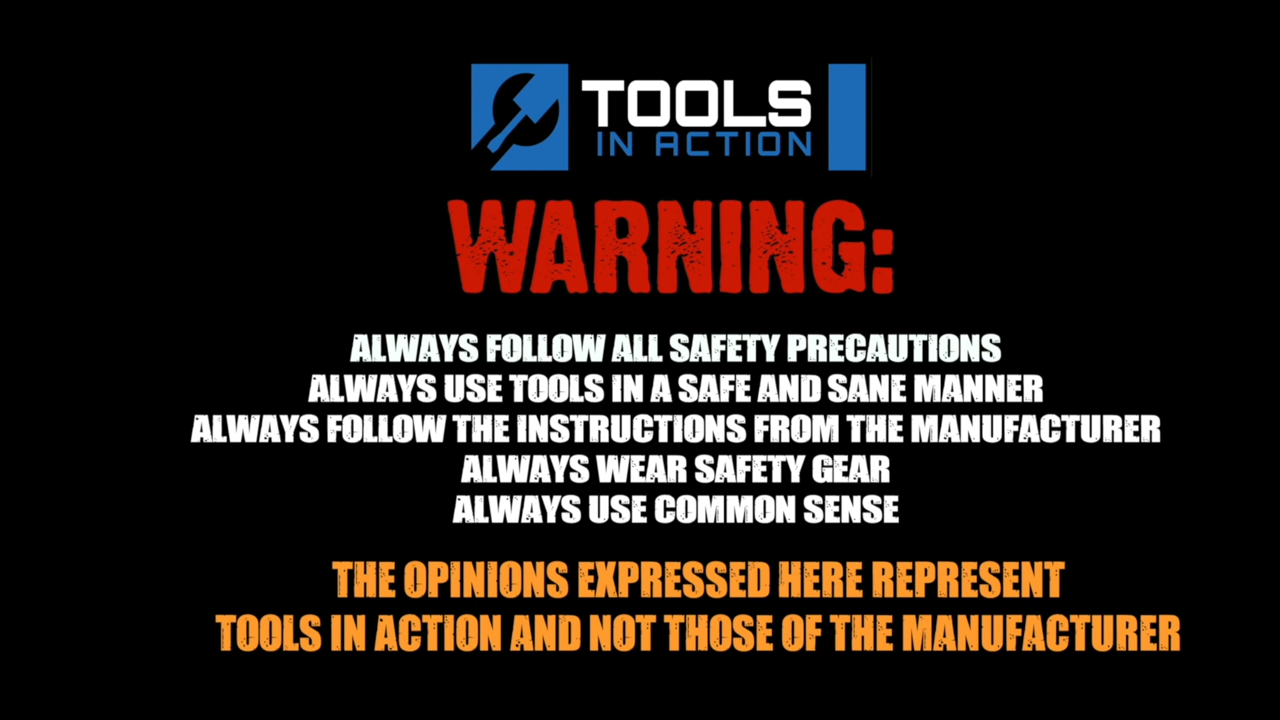 TOOLS
IN ACTION
WARNING:
ALWAYS FOLLOW ALL SAFETY PRECAUTIONS
ALWAYS USE TOOLS IN A SAFE AND SANE MANNER
ALWAYS FOLLOW THE INSTRUCTIONS FROM THE MANUFACTURER
ALWAYS WEAR SAFETY GEAR
ALWAYS USE COMMON SENSE
THE OPINIONS EXPRESSED HERE REPRESENT
TOOLS IN ACTION AND NOT THOSE OF THE MANUFACTURER